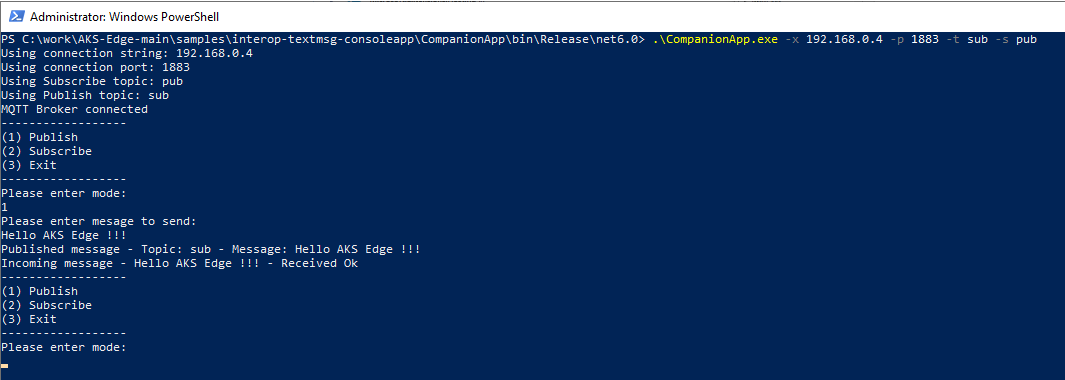 Administrator: Windows PowerShell
PS C:\work\AKS-Edge-main\samples\interop-textmsg-consoleapp\CompanionApp\bin\Release\net6.0> .\CompanionApp.exe -x 192.168.0.4 -p 1883 -t sub -s pub
Using connection string: 192.168.0.4
Using connection port: 1883
Using Subscribe topic: pub
Using Publish topic: sub
MQTT Broker connected
------------------
(1) Publish
(2) Subscribe
(3) Exit
------------------
Please enter mode:
1
Please enter mesage to send:
Hello AKS Edge !!!
Published message - Topic: sub - Message: Hello AKS Edge !!!
Incoming message - Hello AKS Edge !!! - Received Ok
------------------
(1) Publish
(2) Subscribe
(3) Exit
------------------
Please enter mode: